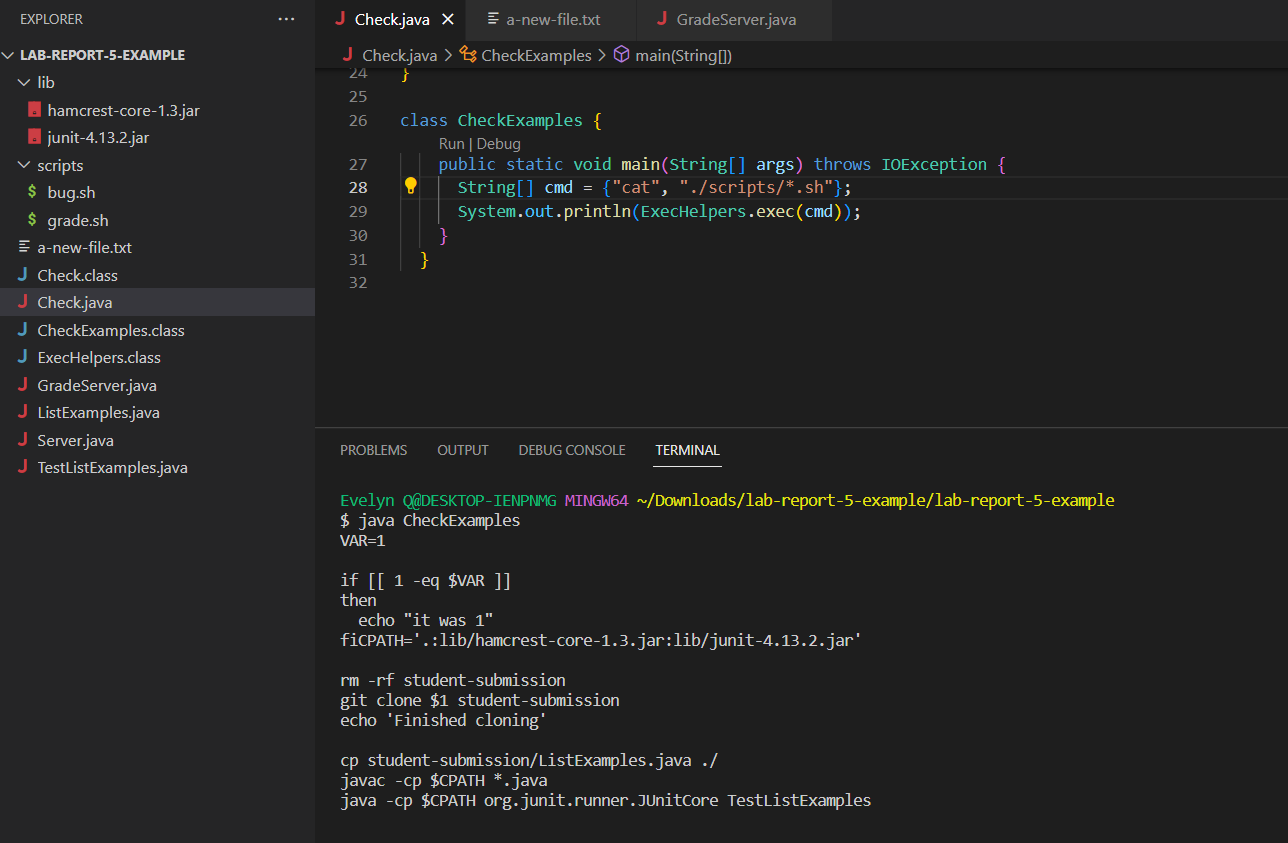 EXPLORER
LAB-REPORT-5-EXAMPLE
lib
hamcrest-core-1.3.jar
junit-4.13.2.jar
scripts
$ bug.sh
$ grade.sh
a-new-file.txt
J Check.class
J Check.java
J CheckExamples.class
J ExecHelpers.class
J GradeServer.java
J ListExamples.java
J Server.java
J TestListExamples.java
J Check.java a-new-file.txt J GradeServer.java
J Check.java > CheckExamples > main(String[])
24 }
25
26 class CheckExamples {
Run | Debug
27 public static void main(String[] args) throws IOException {
28 String[] cmd = {"cat", "./scripts/*.sh"};
29 System.out.println(ExecHelpers.exec(cmd));
30 }
31 }
32
PROBLEMS OUTPUT DEBUG CONSOLE TERMINAL
Evelyn Q@DESKTOP-IENPNMG MINGW64 ~/Downloads/lab-report-5-example/lab-report-5-example
$ java CheckExamples
VAR=1
if [[ 1 -eq $VAR ]]
then
echo "it was 1"
fiCPATH='.:lib/hamcrest-core-1.3.jar:lib/junit-4.13.2.jar'
rm -rf student-submission
git clone $1 student-submission
echo 'Finished cloning'
cp student-submission/ListExamples.java ./
javac -cp $CPATH *.java
java -cp $CPATH org.junit.runner.JUnitCore TestListExamples